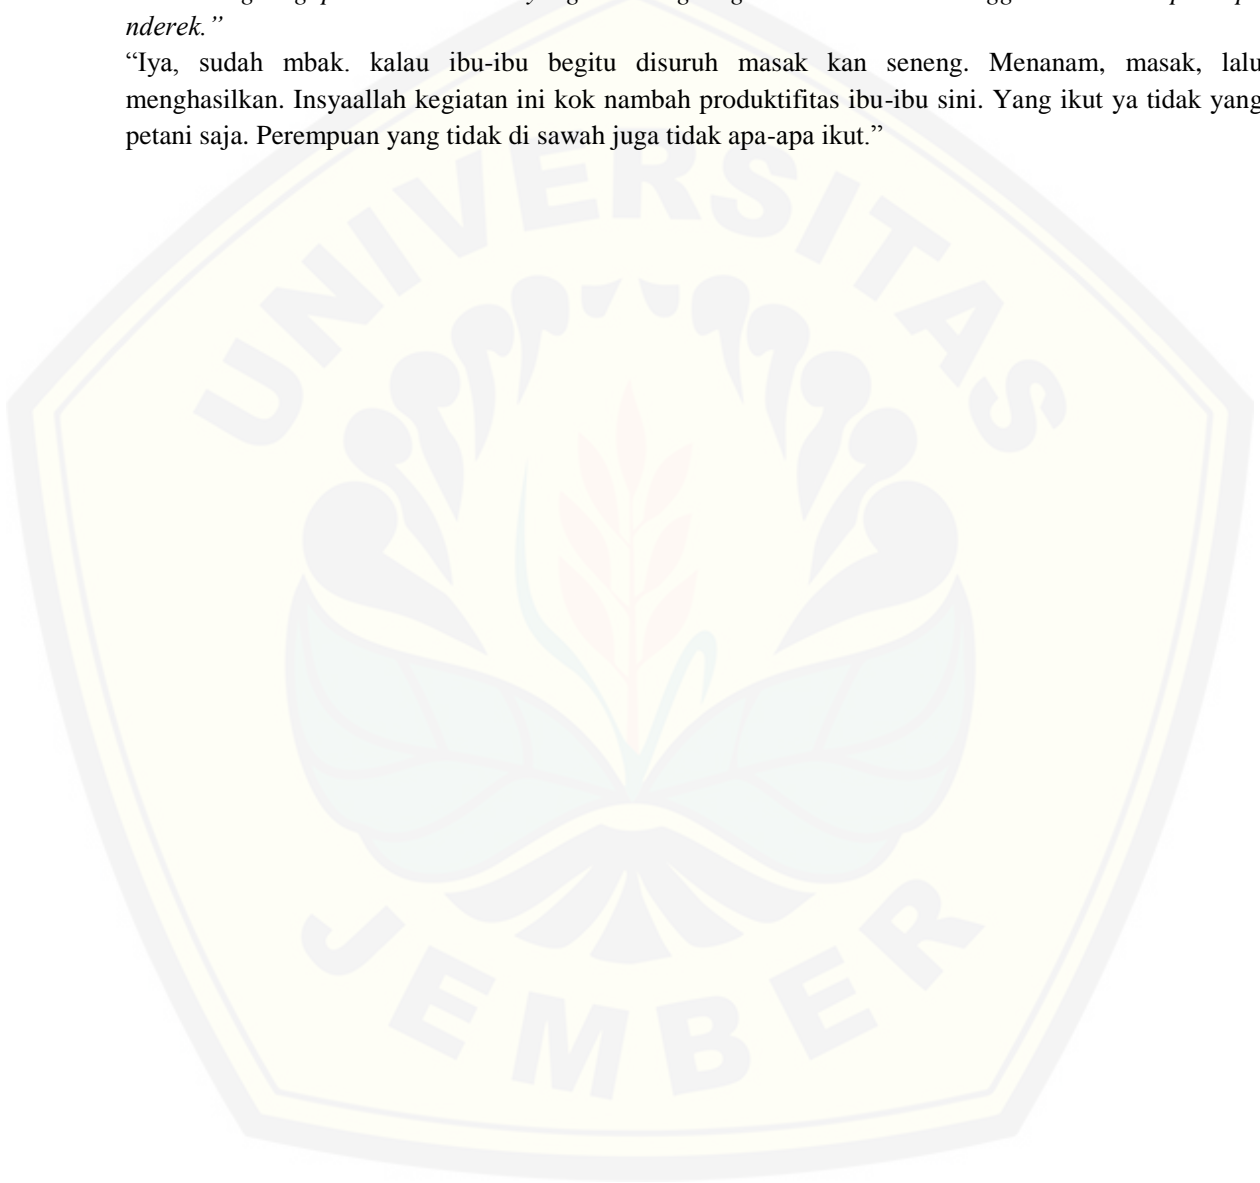 nderek."
“Iya, sudah mbak. kalau ibu-ibu begitu disuruh masak kan seneng. Menanam, masak, lalu
menghasilkan. Insyaallah kegiatan ini kok nambah produktifitas ibu-ibu sini. Yang ikut ya tidak yang
petani saja. Perempuan yang tidak di sawah juga tidak apa-apa ikut.”
UNIVERSITAS
JEMBER